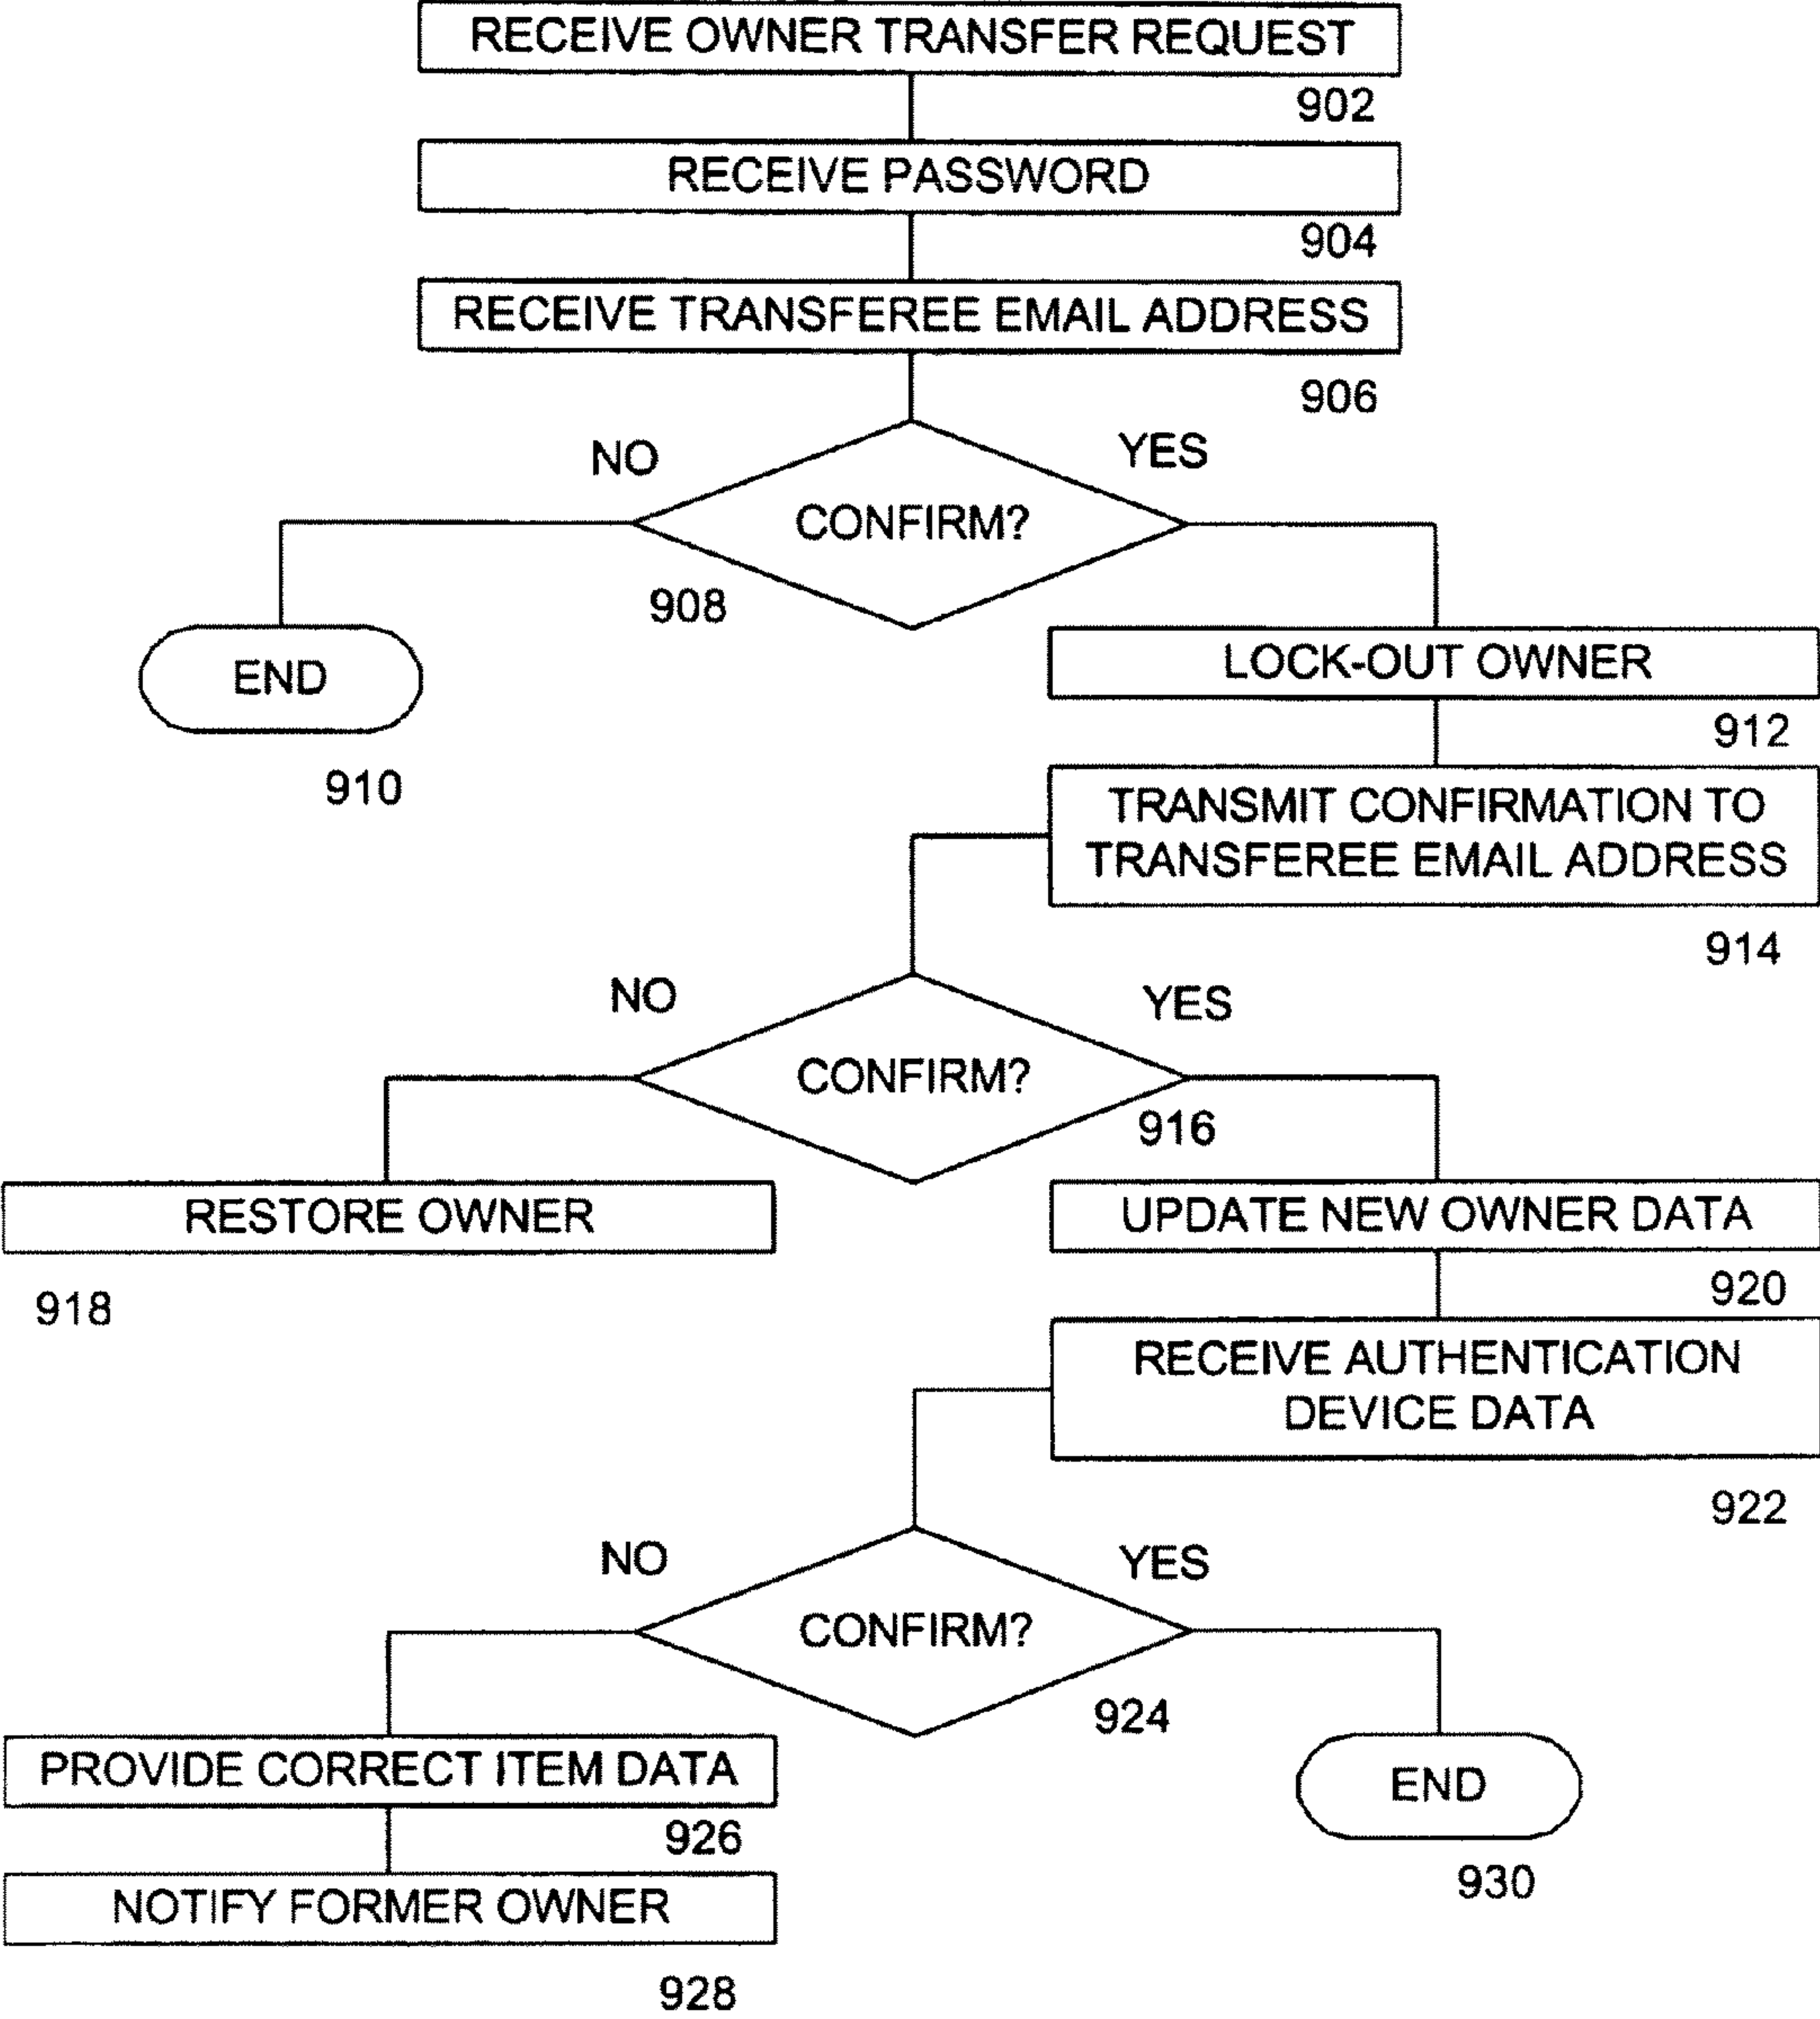 RECEIVE OWNER TRANSFER REQUEST
902
RECEIVE PASSWORD
904
RECEIVE TRANSFEREE EMAIL ADDRESS
906
NO
YES
CONFIRM?
908
END
910
LOCK-OUT OWNER
912
TRANSMIT CONFIRMATION TO
TRANSFEREE EMAIL ADDRESS
914
NO
YES
CONFIRM?
916
RESTORE OWNER
918
UPDATE NEW OWNER DATA
920
RECEIVE AUTHENTICATION
DEVICE DATA
922
NO
YES
CONFIRM?
924
PROVIDE CORRECT ITEM DATA
926
NOTIFY FORMER OWNER
928
END
930